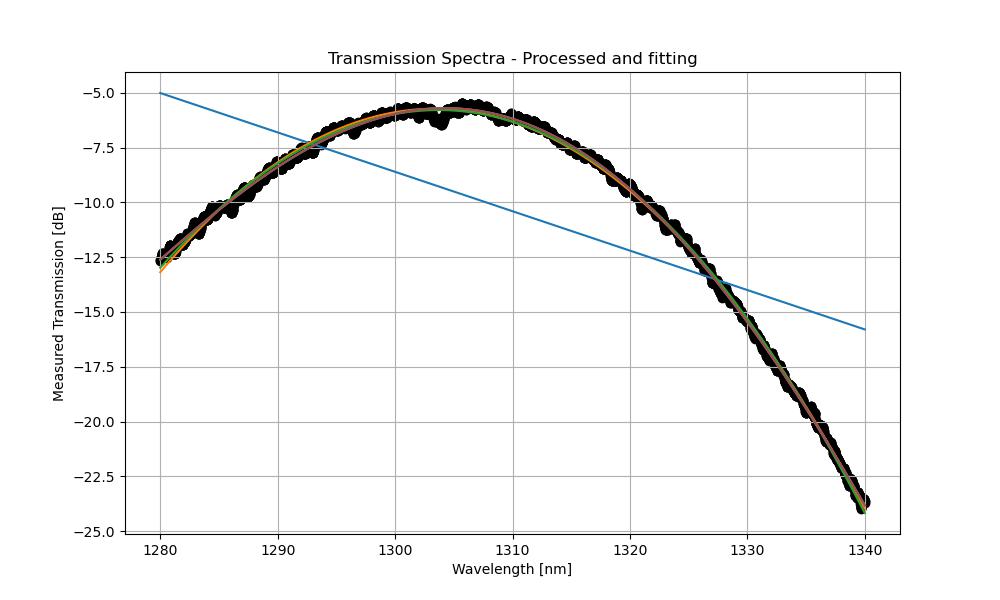 Transmission Spectra - Processed and fitting
Measured Transmission [dB]
−5.0
−7.5
−10.0
−12.5
−15.0
−17.5
−20.0
−22.5
−25.0
1280 1290 1300 1310 1320 1330 1340
Wavelength [nm]